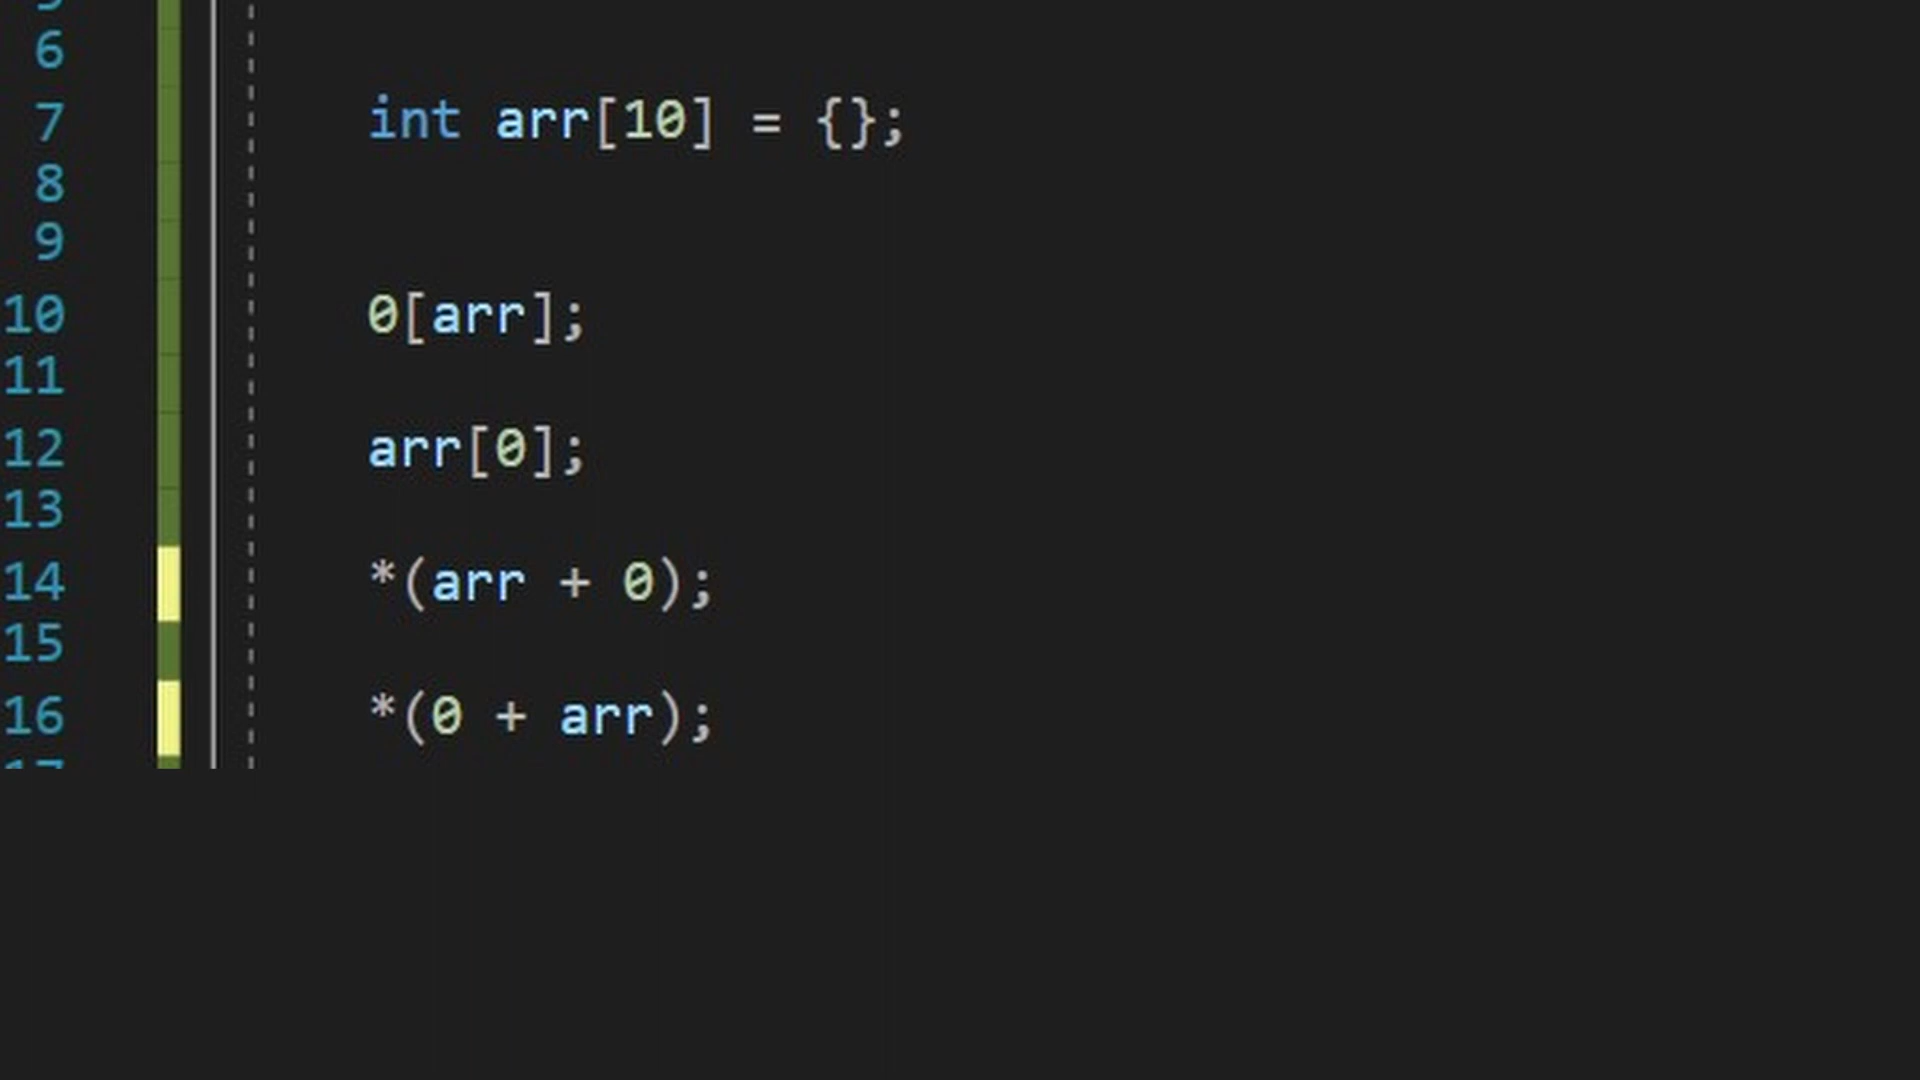 6
7 int arr[10] = {};
8
9
10 0[arr];
11
12 arr[0];
13
14 *(arr + 0);
15
16 *(0 + arr);